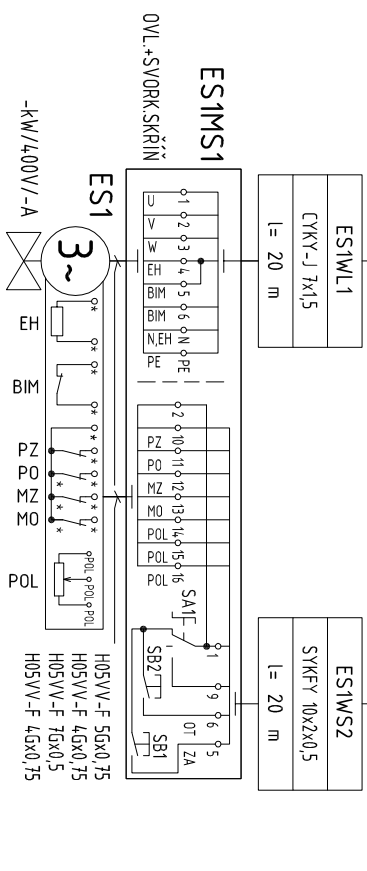 ES1WL1
CYKY-J 7x1,5
l= 20 m
ES1WS2
SYKFY 10x2x0,5
l= 20 m
ES1MS1
OVL.+SVORK.SKŘÍŇ
1 2 3 4 5 6 N PE
U V W EH BIM BIM N,EH PE
2 10 11 12 13 14 15 16
PZ PO MZ MO POL POL POL
SA1
1 9 6 5
OT ZA
SB2
SB1
ES1
-kW/400V/-A
3~
EH
BIM
PZ
PO
MZ
MO
POL
* * * * * * * * *
* * *
POL POL POL
H05VV-F 5Gx0,75
H05VV-F 4Gx0,75
H05VV-F 7Gx0,5
H05VV-F 4Gx0,75